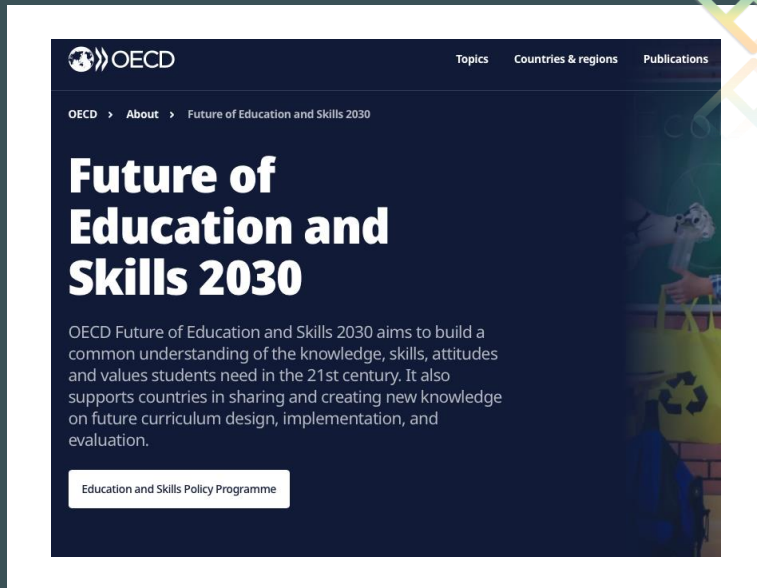 OECD
Topics Countries & regions Publications
OECD > About > Future of Education and Skills 2030
Future of
Education and
Skills 2030
OECD Future of Education and Skills 2030 aims to build a
common understanding of the knowledge, skills, attitudes
and values students need in the 21st century. It also
supports countries in sharing and creating new knowledge
on future curriculum design, implementation, and
evaluation.
Education and Skills Policy Programme